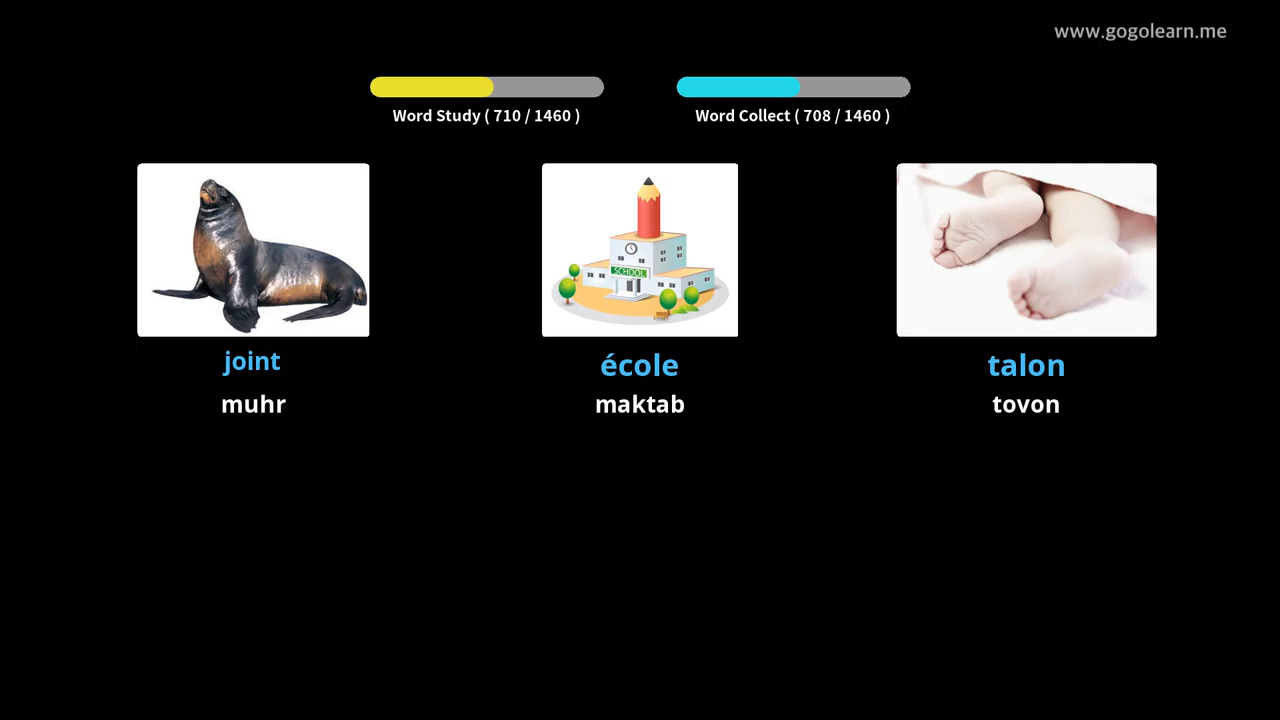 www.gogolearn.me
Word Study ( 710 / 1460 )
Word Collect ( 708 / 1460 )
SCHOOL
joint
muhr
école
maktab
talon
tovon